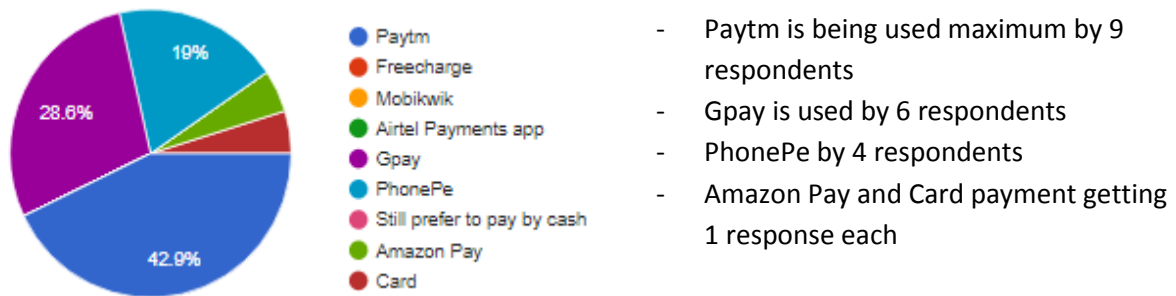 19%
28.6%
42.9%
Paytm
Freecharge
Mobikwik
Airtel Payments app
Gpay
PhonePe
Still prefer to pay by cash
Amazon Pay
Card
- Paytm is being used maximum by 9
respondents
- Gpay is used by 6 respondents
- PhonePe by 4 respondents
- Amazon Pay and Card payment getting
1 response each